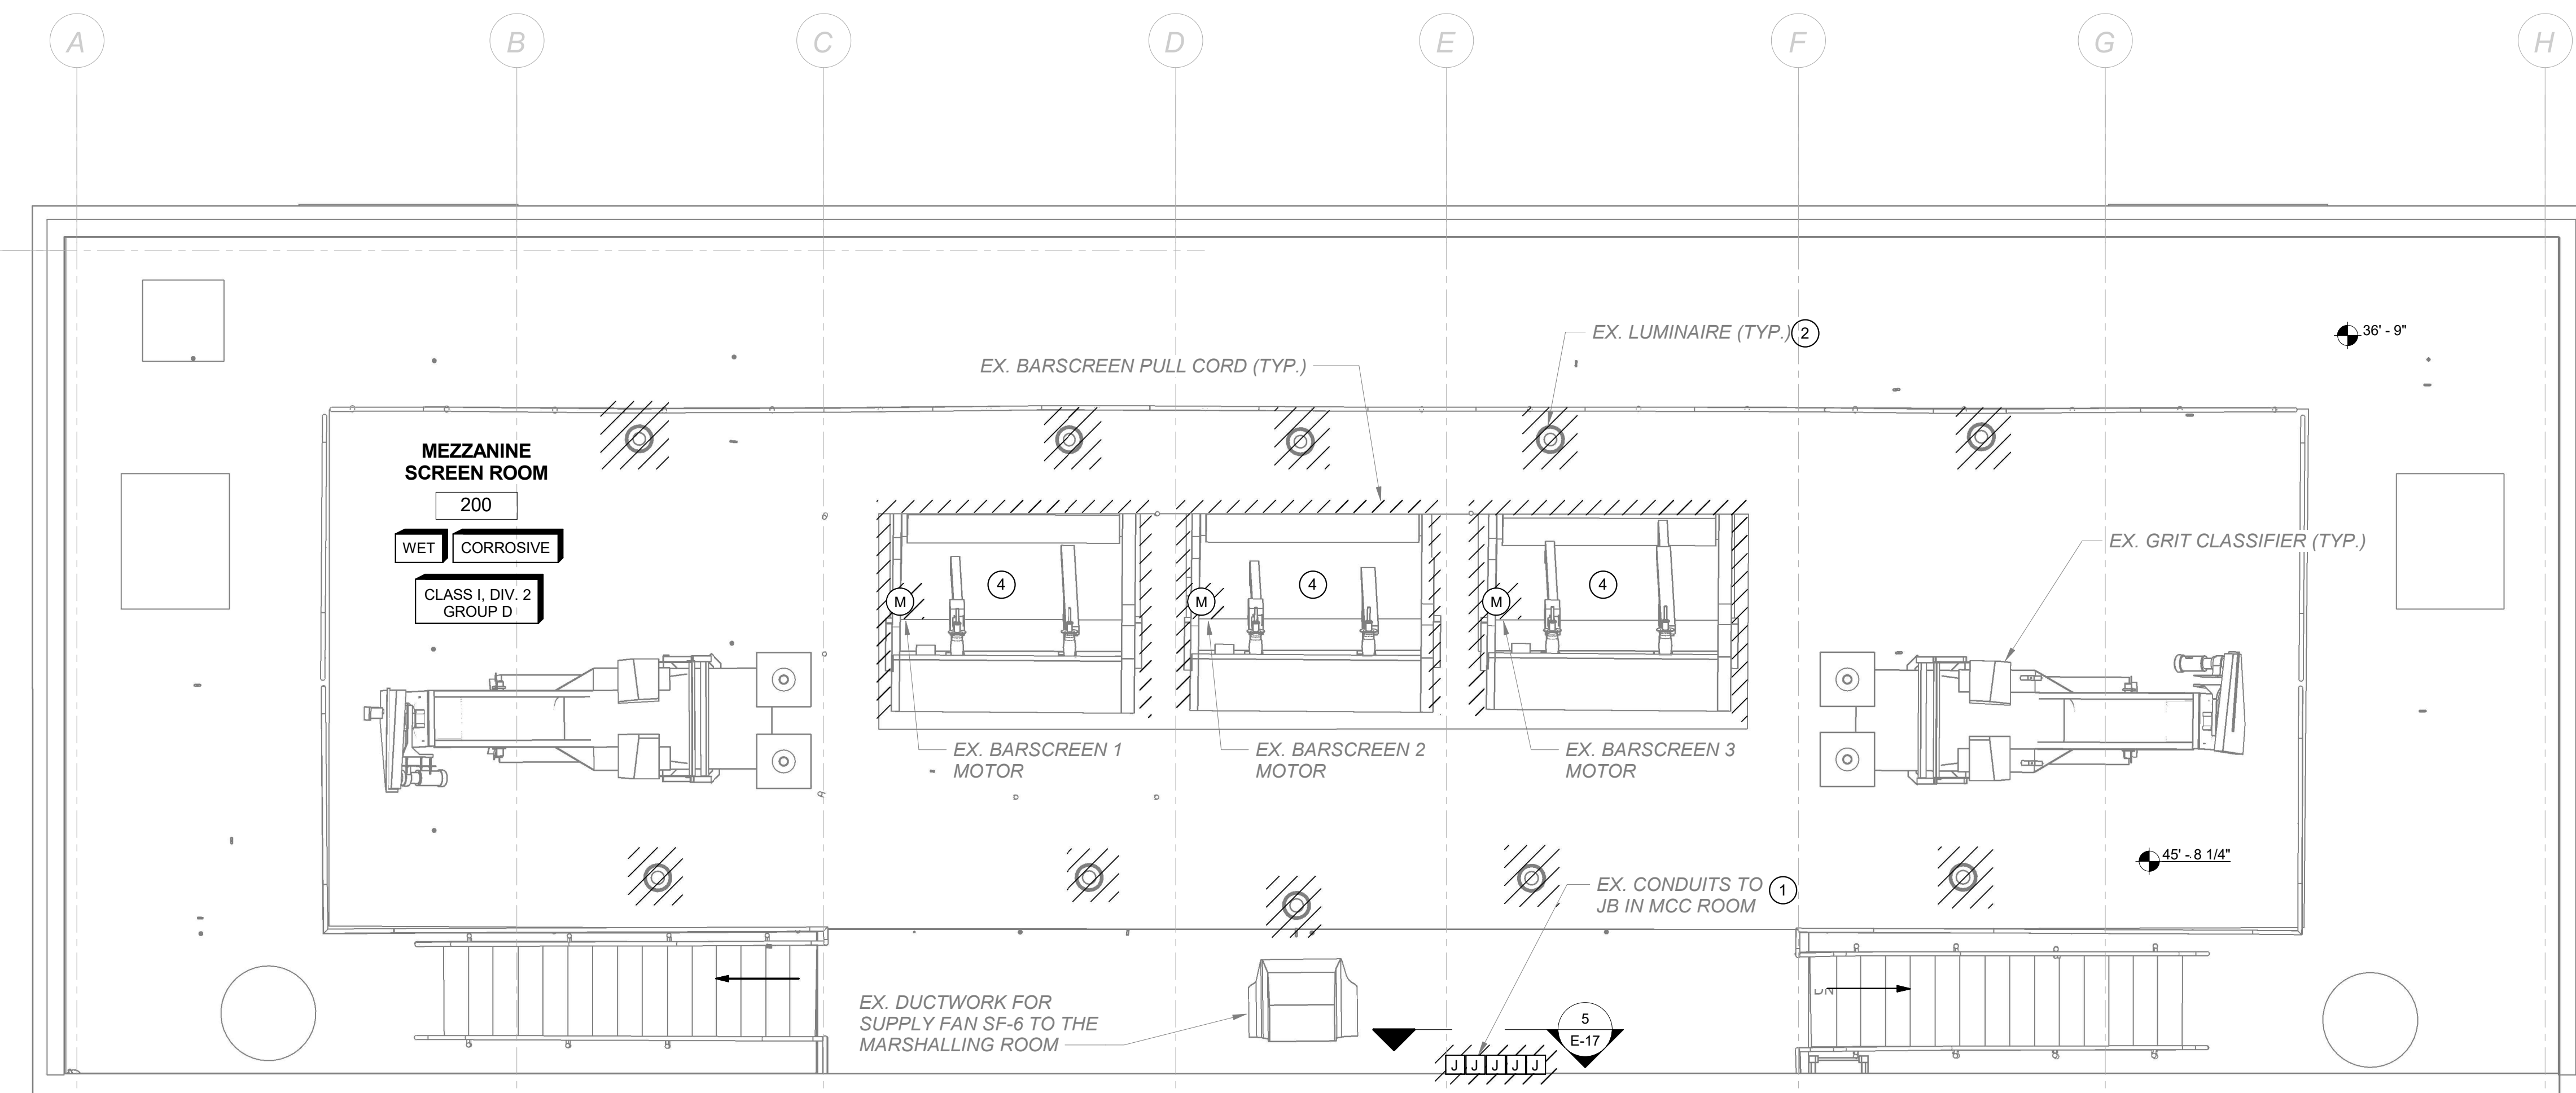 A
B
C
D
E
F
G
H
EX. LUMINAIRE (TYP.) 2
36' - 9"
EX. BARSCREEN PULL CORD (TYP.)
MEZZANINE
SCREEN ROOM
200
WET
CORROSIVE
CLASS I, DIV. 2
GROUP D
4
4
4
M
M
M
EX. GRIT CLASSIFIER (TYP.)
EX. BARSCREEN 1
MOTOR
EX. BARSCREEN 2
MOTOR
EX. BARSCREEN 3
MOTOR
45' - 8 1/4"
EX. CONDUITS TO
JB IN MCC ROOM
1
EX. DUCTWORK FOR
SUPPLY FAN SF-6 TO THE
MARSHALLING ROOM
5
E-17
J J J J J